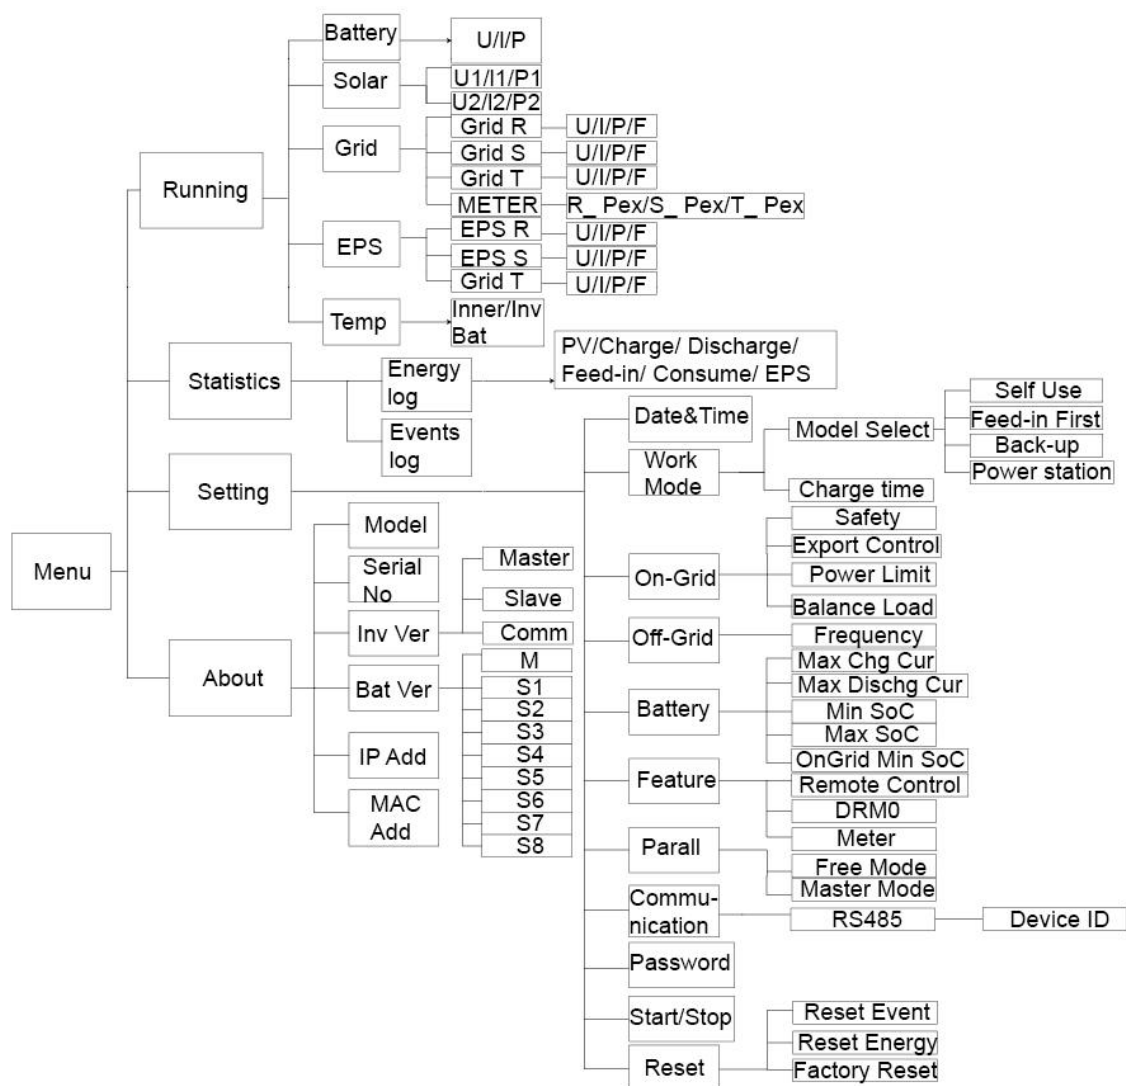 Menu
Running
Battery
U/I/P
Solar
U1/I1/P1
U2/I2/P2
Grid
Grid R
U/I/P/F
Grid S
U/I/P/F
Grid T
U/I/P/F
METER
R_ Pex/S_ Pex/T_ Pex
EPS
EPS R
U/I/P/F
EPS S
U/I/P/F
Grid T
U/I/P/F
Temp
Inner/Inv
Bat
Statistics
Energy
log
PV/Charge/ Discharge/
Feed-in/ Consume/ EPS
Events
log
Setting
Date&Time
Work
Mode
Model Select
Self Use
Feed-in First
Back-up
Power station
Charge time
On-Grid
Safety
Export Control
Power Limit
Balance Load
Off-Grid
Frequency
Battery
Max Chg Cur
Max Dischg Cur
Min SoC
Max SoC
OnGrid Min SoC
Feature
Remote Control
DRM0
Meter
Parall
Free Mode
Master Mode
Commu-
nication
RS485
Device ID
Password
Start/Stop
Reset
Reset Event
Reset Energy
Factory Reset
About
Model
Serial
No
Inv Ver
Master
Slave
Comm
Bat Ver
M
S1
S2
S3
S4
S5
S6
S7
S8
IP Add
MAC
Add